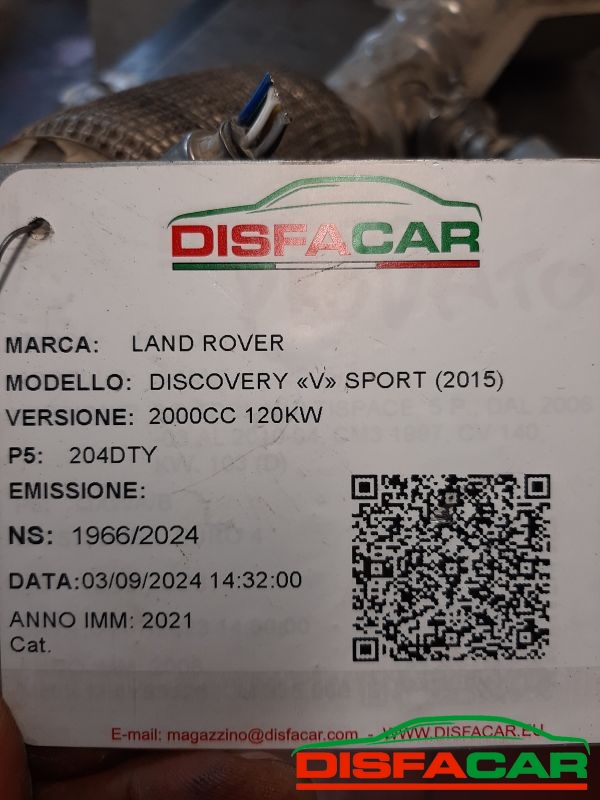 DISFACAR
MARCA: LAND ROVER
MODELLO: DISCOVERY «V» SPORT (2015)
VERSIONE: 2000CC 120KW
P5: 204DTY
EMISSIONE:
NS: 1966/2024
DATA:03/09/2024 14:32:00
ANNO IMM: 2021
Cat.
E-mail: magazzino@disfacar.com - WWW.DISFACAR.EU
DISFACAR